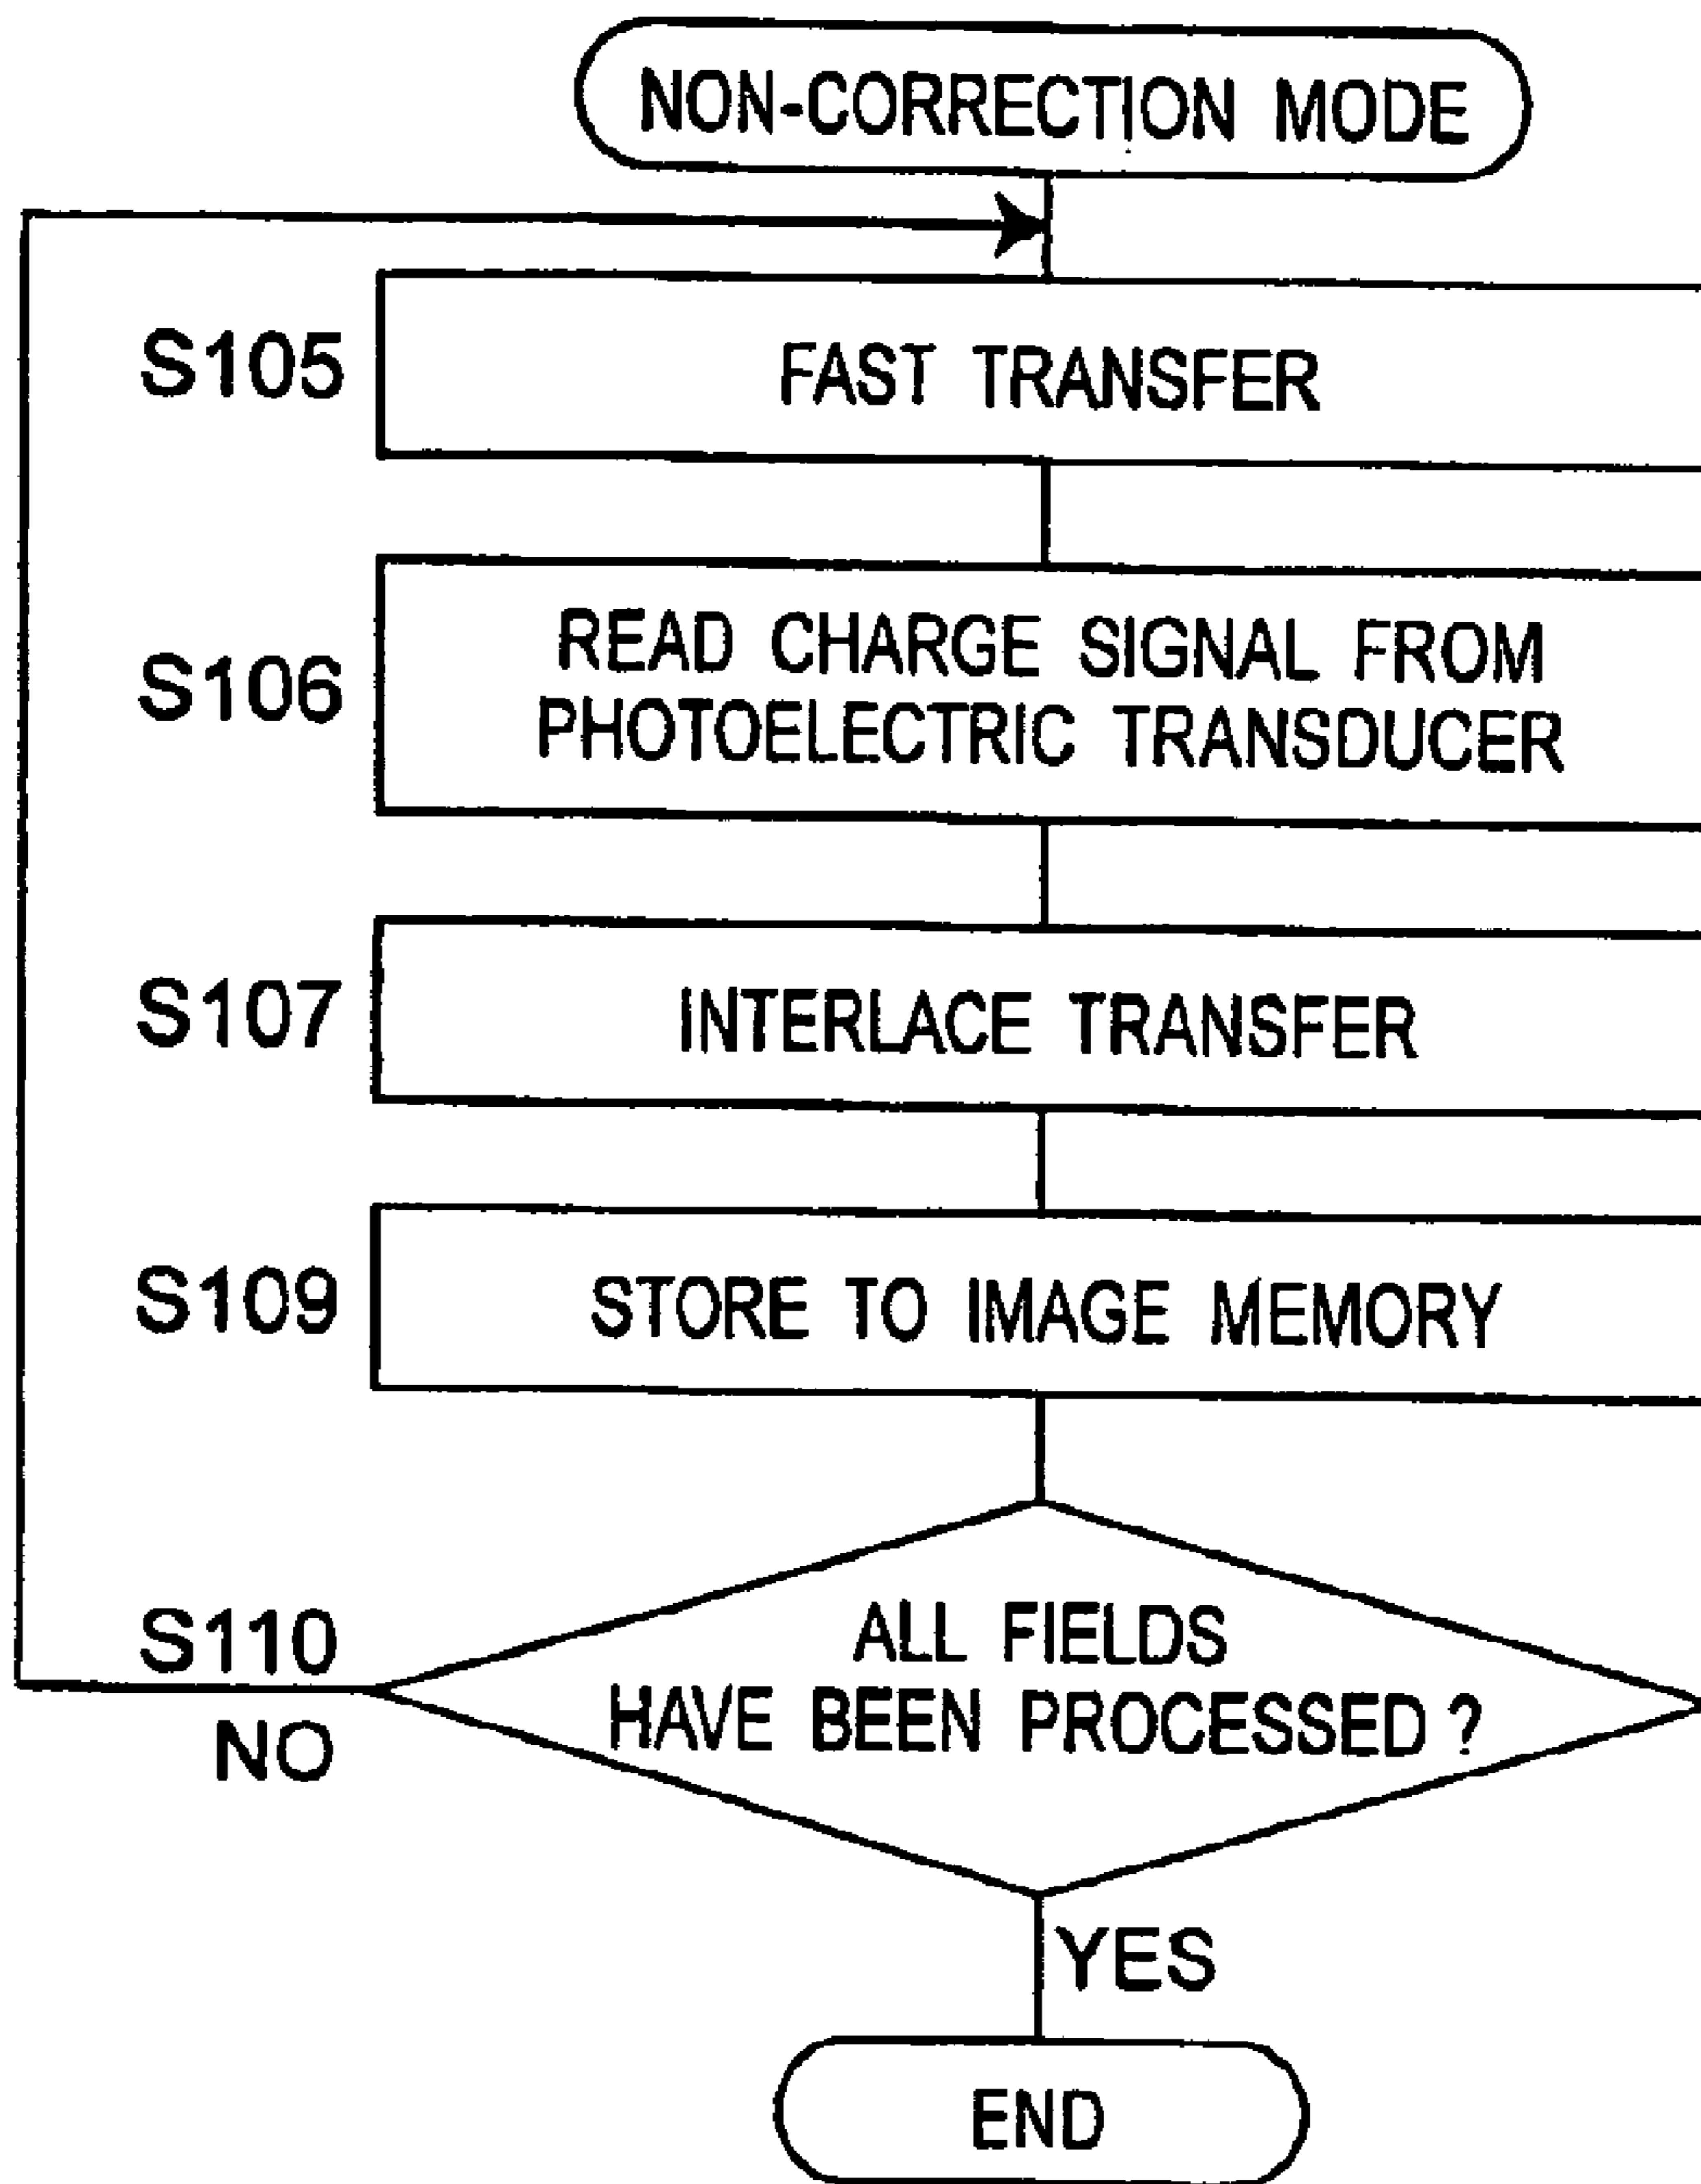 NON-CORRECTION MODE
S105
FAST TRANSFER
S106
READ CHARGE SIGNAL FROM
PHOTOELECTRIC TRANSDUCER
S107
INTERLACE TRANSFER
S109
STORE TO IMAGE MEMORY
S110
ALL FIELDS
HAVE BEEN PROCESSED ?
NO
YES
END